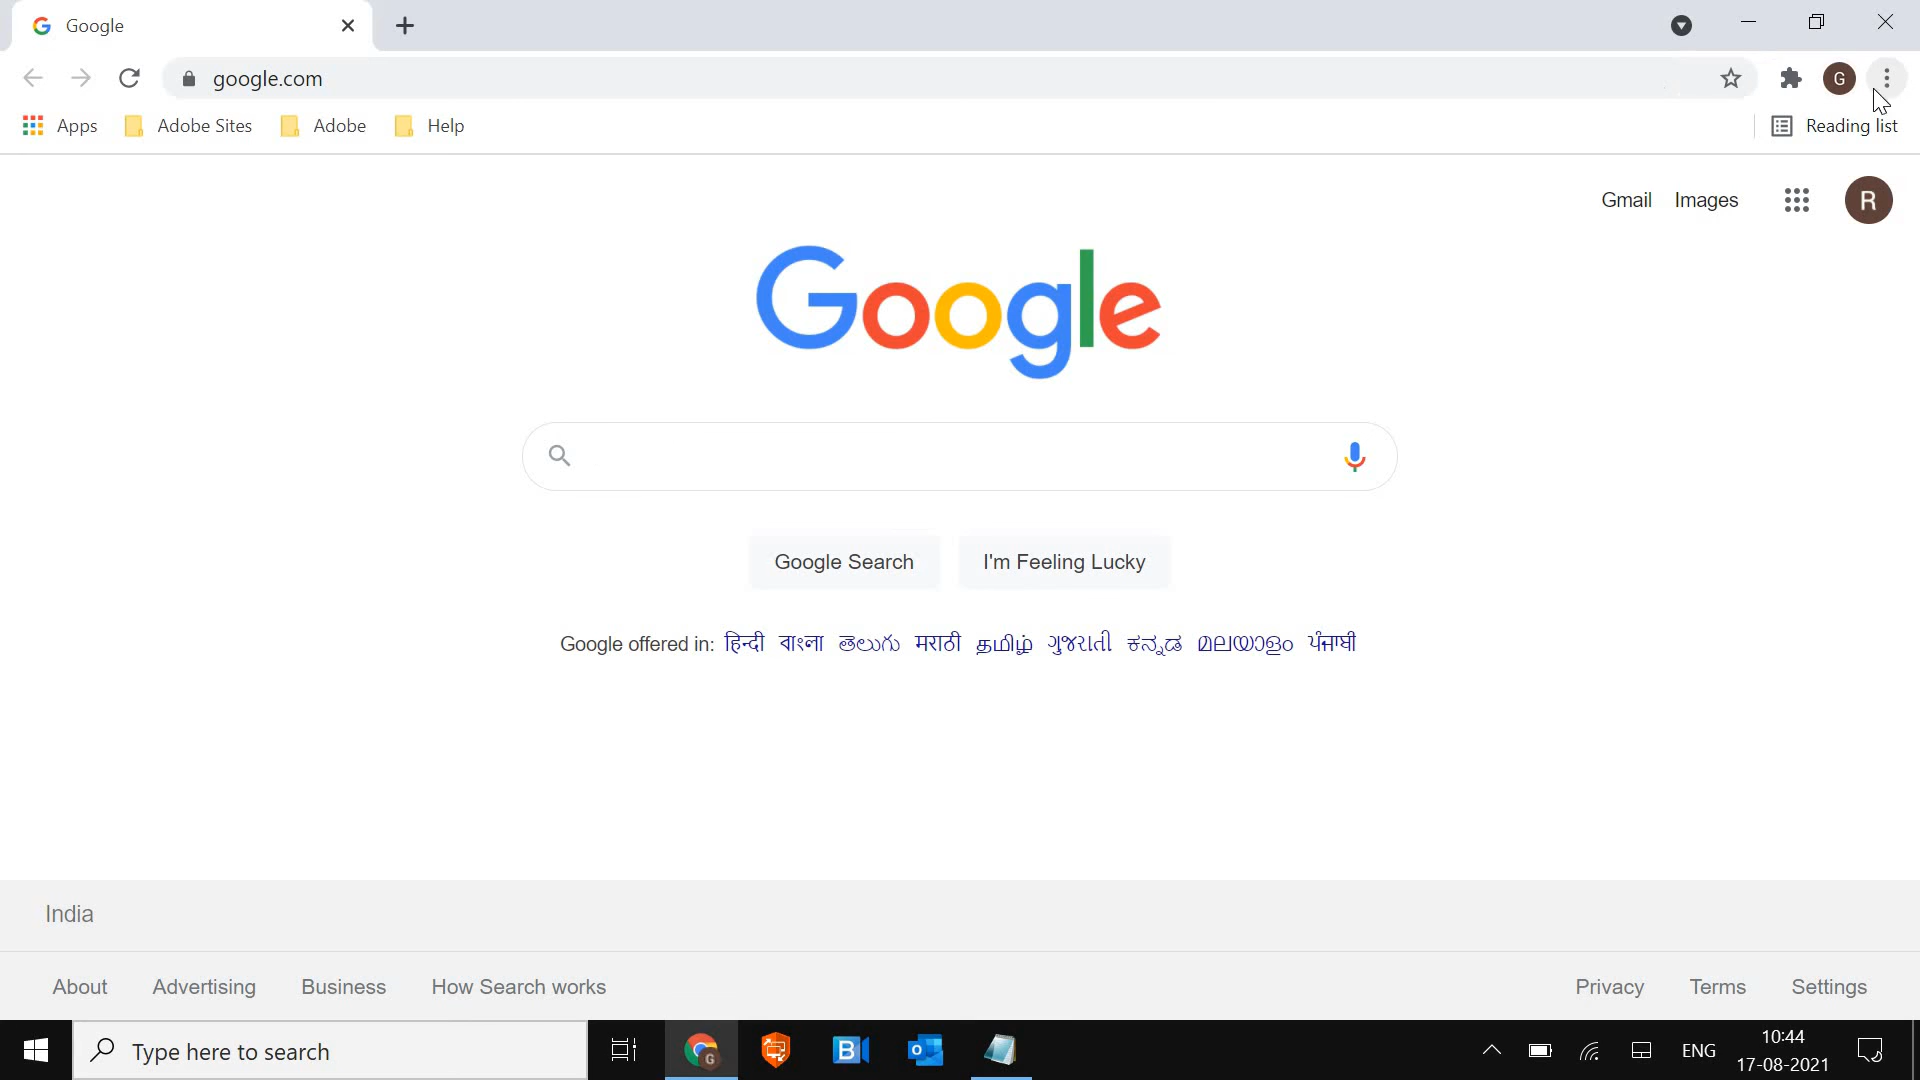 Google
google.com
G
Apps Adobe Sites Adobe Help Reading list
Gmail Images R
Google
Google Search I'm Feeling Lucky
Google offered in: हिन्दी বাংলা తెలుగు मराठी தமிழ் ગુજરાતી ಕನ್ನಡ മലയാളം ਪੰਜਾਬੀ
India
About Advertising Business How Search works Privacy Terms Settings
Type here to search G B o ENG 10:44
17-08-2021